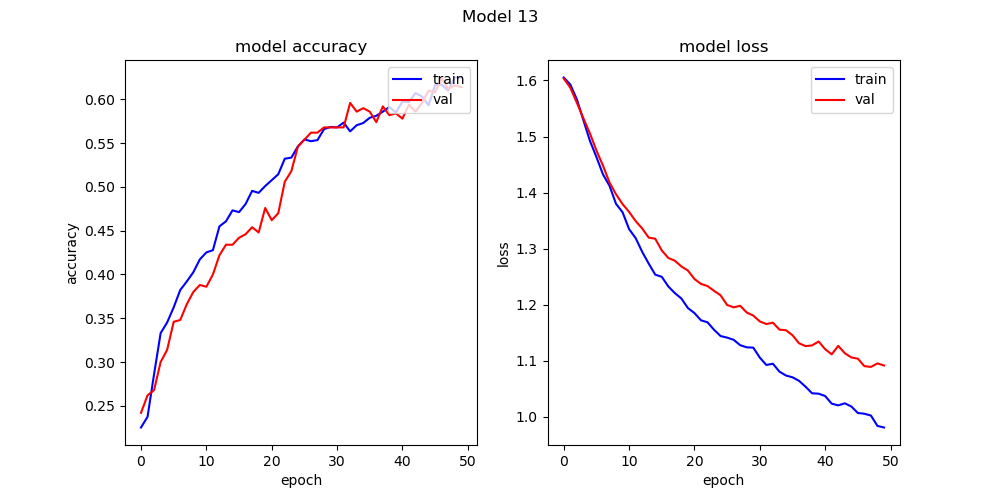 Model 13
model accuracy
accuracy
0.60
0.55
0.50
0.45
0.40
0.35
0.30
0.25
0 10 20 30 40 50
epoch
train
val
model loss
loss
1.6
1.5
1.4
1.3
1.2
1.1
1.0
0 10 20 30 40 50
epoch
train
val